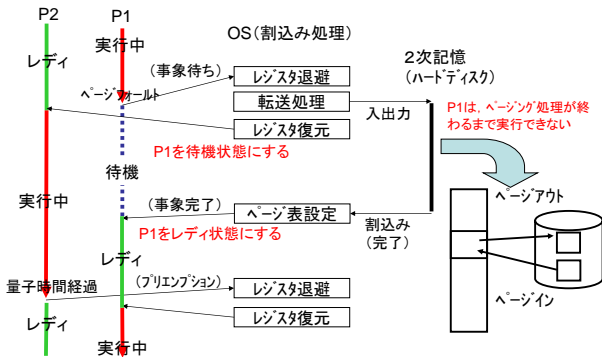 P2
P1
OS(割込み処理)
実行中
レディ
(事象待ち)
ページフォールト
レジスタ退避
転送処理
レジスタ復元
P1を待機状態にする
2次記憶
(ハードディスク)
入出力
P1は，ページング処理が終
わるまで実行できない
待機
実行中
(事象完了)
ページ表設定
P1をレディ状態にする
割込み
(完了)
ページアウト
レディ
量子時間経過
(プリエンプション)
レジスタ退避
レディ
レジスタ復元
実行中
ページイン